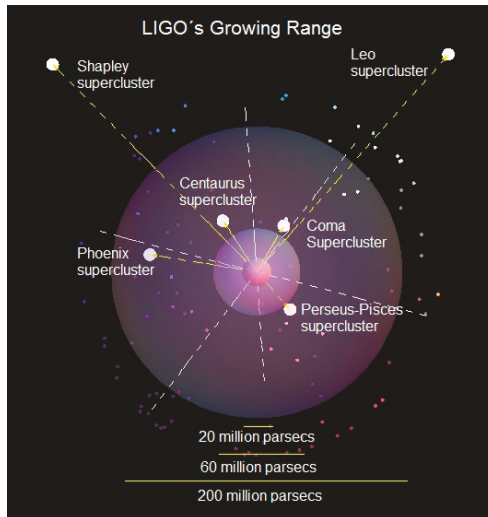 LIGO´s Growing Range
Shapley
supercluster
Leo
supercluster
Centaurus
supercluster
Coma
Supercluster
Phoenix
supercluster
Perseus-Pisces
supercluster
20 million parsecs
60 million parsecs
200 million parsecs